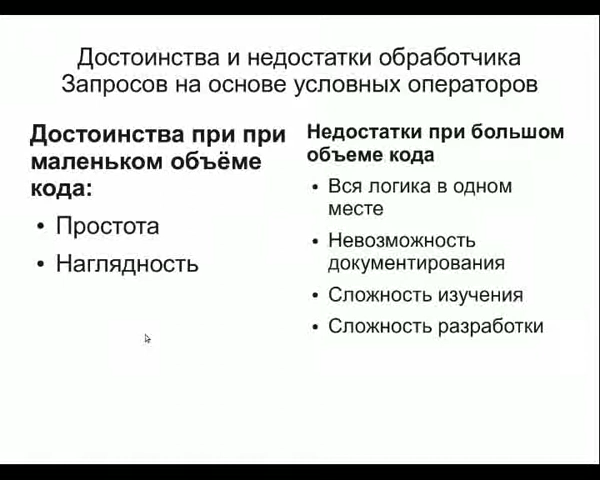 Достоинства и недостатки обработчика
Запросов на основе условных операторов
Достоинства при при
маленьком объёме
кода:
• Простота
• Наглядность
Недостатки при большом
объеме кода
• Вся логика в одном
месте
• Невозможность
документирования
• Сложность изучения
• Сложность разработки